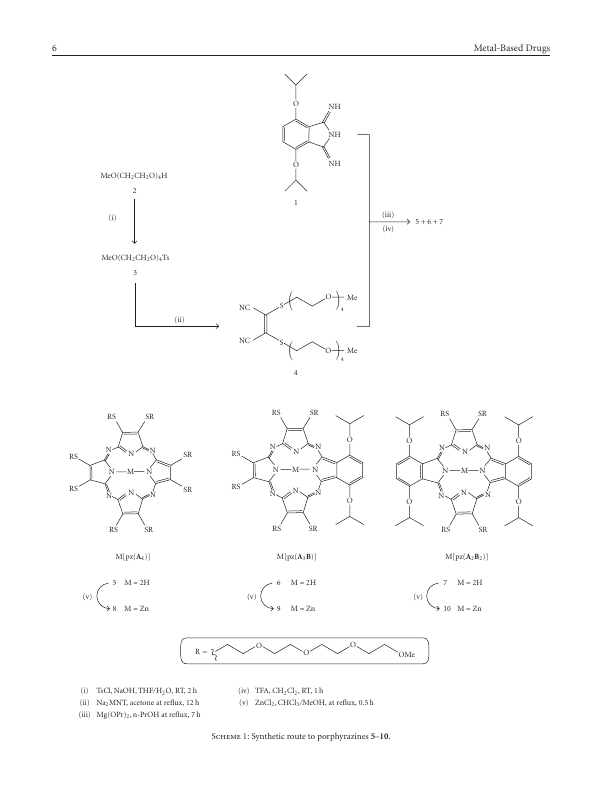 6 Metal-Based Drugs
O
NH
NH
NH
O
1
MeO(CH₂CH₂O)₄H
2
(i)
(iii)
(iv)
5 + 6 + 7
MeO(CH₂CH₂O)₄Ts
3
(ii)
NC S O Me
4
NC S O Me
4
4
RS SR RS SR O RS SR O
RS N N N SR RS N N N O N N N
N M N N M N N M N
RS N N N SR RS N N N N N N
RS SR RS SR O O RS SR O
M[pz(A₄)] M[pz(A₃B)] M[pz(A₂B₂)]
5 M = 2H 6 M = 2H 7 M = 2H
(v) (v) (v)
8 M = Zn 9 M = Zn 10 M = Zn
R = O O O OMe
(i) TsCl, NaOH, THF/H₂O, RT, 2 h (iv) TFA, CH₂Cl₂, RT, 1 h
(ii) Na₂MNT, acetone at reflux, 12 h (v) ZnCl₂, CHCl₃/MeOH, at reflux, 0.5 h
(iii) Mg(OPr)₂, n-PrOH at reflux, 7 h
Scheme 1: Synthetic route to porphyrazines 5–10.